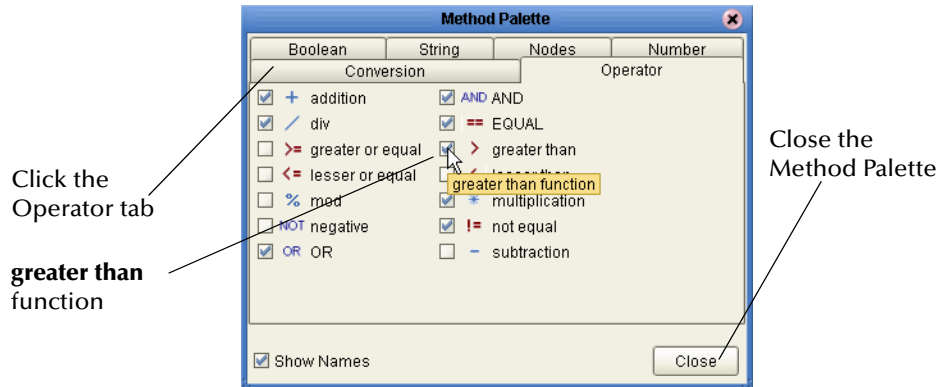 Method Palette
Boolean String Nodes Number
Conversion Operator
+ addition
/ div
>= greater or equal
<= lesser or equal
% mod
NOT negative
OR OR
AND AND
== EQUAL
> greater than
greater than function
* multiplication
!= not equal
- subtraction
Show Names
Close
Click the
Operator tab
greater than
function
Close the
Method Palette